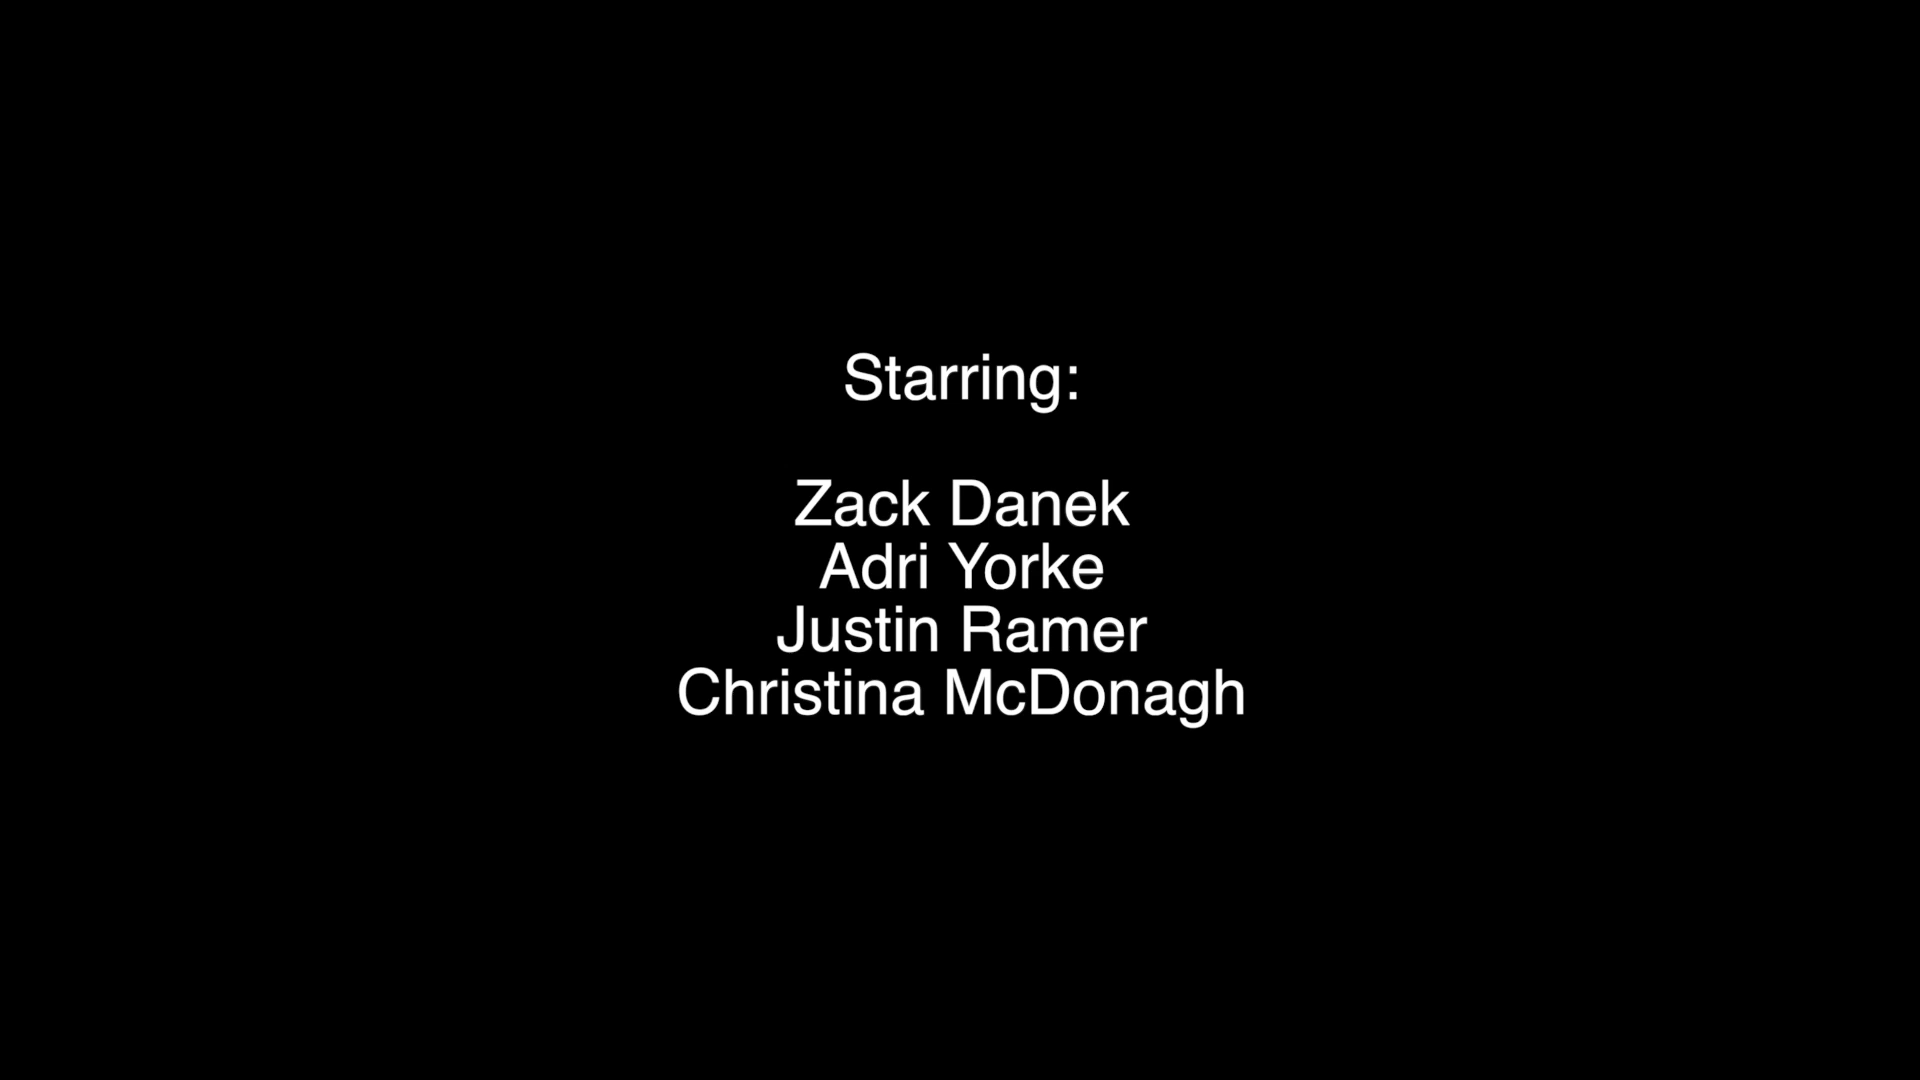 Starring:
Zack Danek
Adri Yorke
Justin Ramer
Christina McDonagh